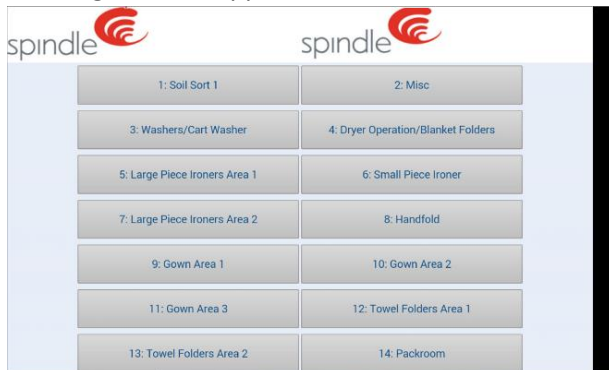 spindle spindle
1: Soil Sort 1
2: Misc
3: Washers/Cart Washer
4: Dryer Operation/Blanket Folders
5: Large Piece Ironers Area 1
6: Small Piece Ironer
7: Large Piece Ironers Area 2
8: Handfold
9: Gown Area 1
10: Gown Area 2
11: Gown Area 3
12: Towel Folders Area 1
13: Towel Folders Area 2
14: Packroom